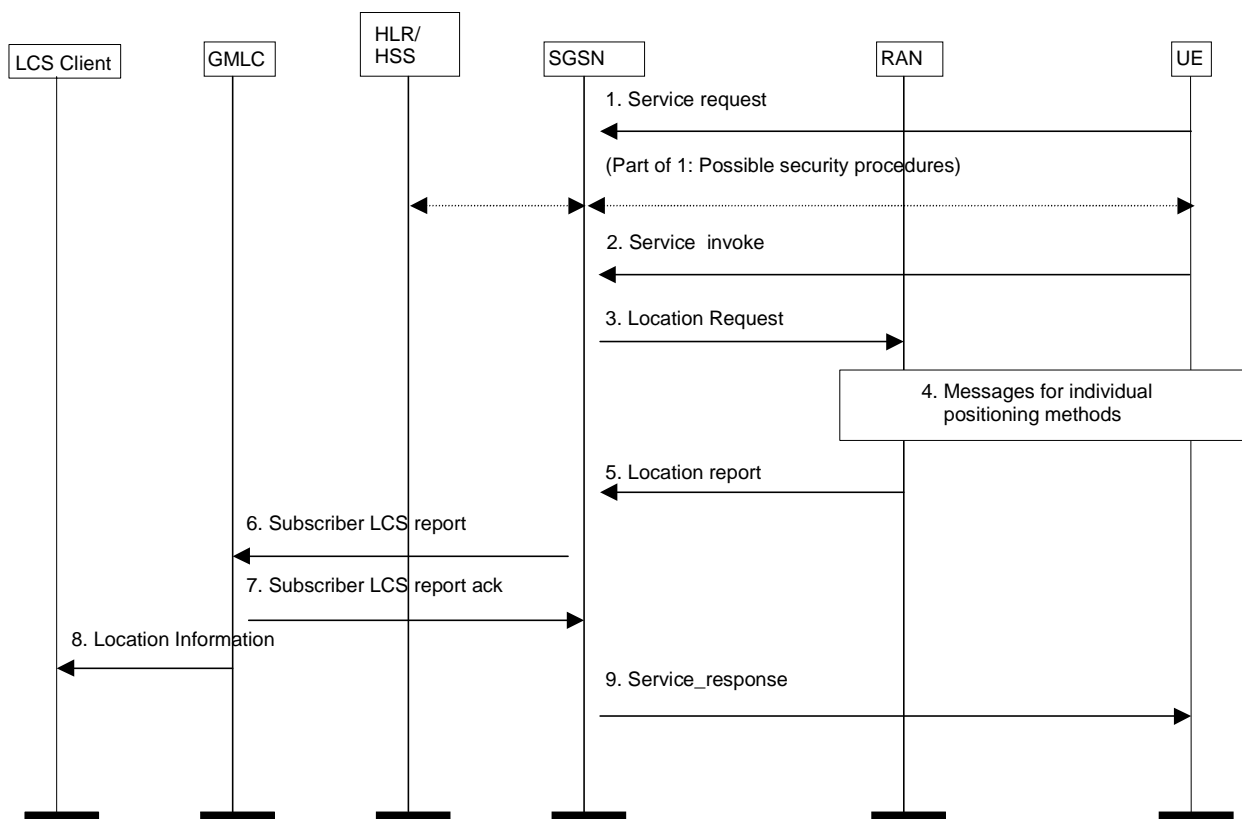 HLR/
HSS
LCS Client
GMLC
SGSN
RAN
UE
1. Service request
(Part of 1: Possible security procedures)
2. Service  invoke
3. Location Request
4. Messages for individual
positioning methods
5. Location report
6. Subscriber LCS report
7. Subscriber LCS report ack
8. Location Information
9. Service_response